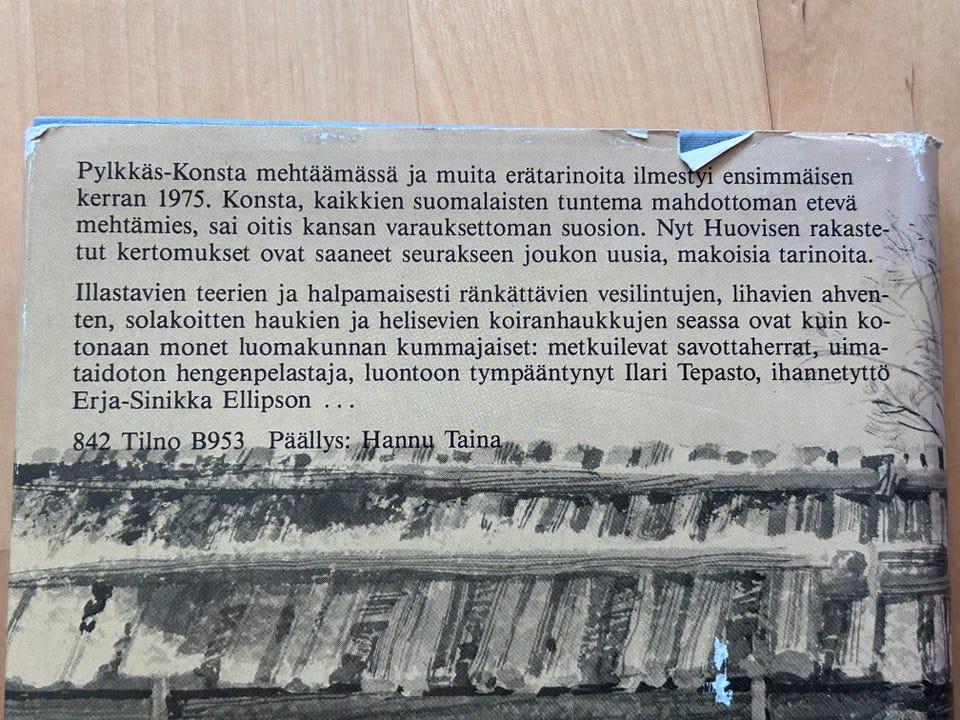 Pylkkäs-Konsta mehtäämässä ja muita erätarinoita ilmestyi ensimmäisen
kerran 1975. Konsta, kaikkien suomalaisten tuntema mahdottoman etevä
mehtämies, sai oitis kansan varauksettoman suosion. Nyt Huovisen rakaste-
tut kertomukset ovat saaneet seurakseen joukon uusia, makoisia tarinoita.
Illastavien teerien ja halpamaisesti ränkättävien vesilintujen, lihavien ahven-
ten, solakoitten haukien ja helisevien koiranhaukkujen seassa ovat kuin ko-
tonaan monet luomakunnan kummajaiset: metkuilevat savottaherrat, uima-
taidoton hengenpelastaja, luontoon tympääntynyt Ilari Tepasto, ihannetyttö
Erja-Sinikka Ellipson ...
842 Tilno B953 Päällys: Hannu Taina